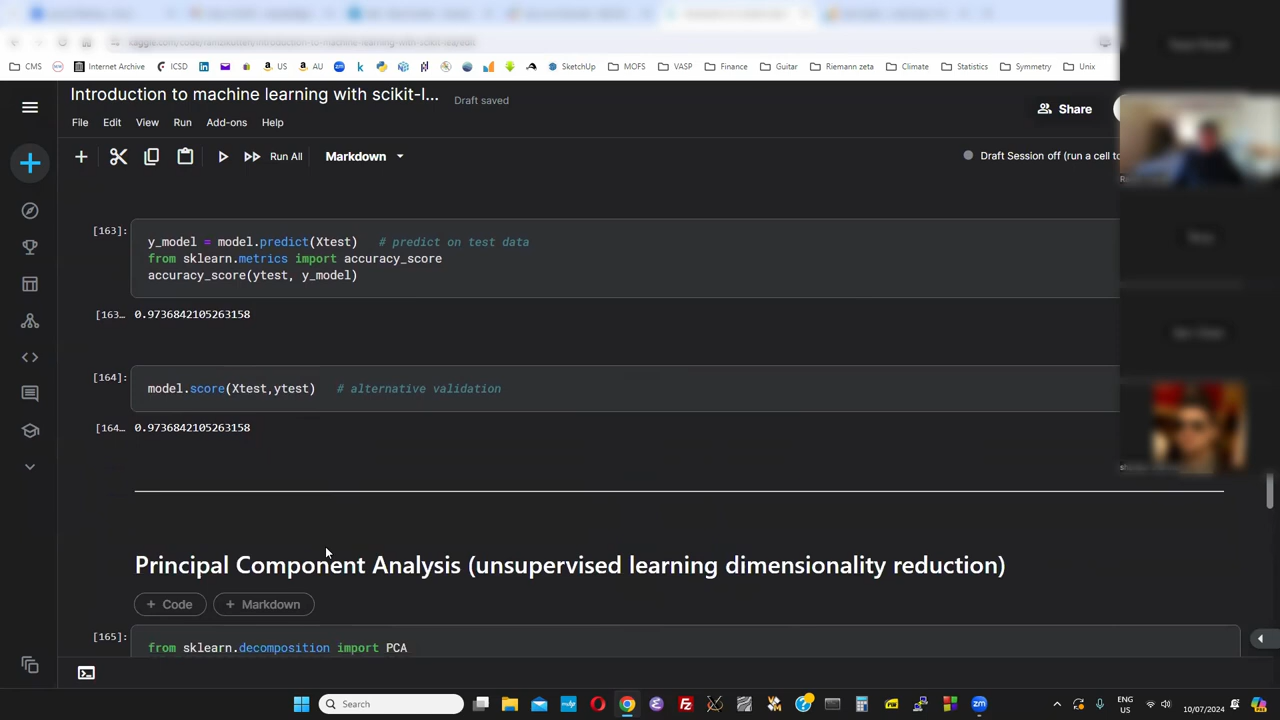 CMS
Internet Archive
ICSD
US
AU
SketchUp
MOFS
VASP
Finance
Guitar
Riemann zeta
Climate
Statistics
Symmetry
Unix
Introduction to machine learning with scikit-l...
Draft saved
Share
File Edit View Run Add-ons Help
Run All
Markdown
Draft Session off (run a cell to
[163]:
y_model = model.predict(Xtest) # predict on test data
from sklearn.metrics import accuracy_score
accuracy_score(ytest, y_model)
[163… 0.9736842105263158
[164]:
model.score(Xtest,ytest) # alternative validation
[164… 0.9736842105263158
Principal Component Analysis (unsupervised learning dimensionality reduction)
+ Code + Markdown
[165]:
from sklearn.decomposition import PCA
Search
ENG
US
10/07/2024